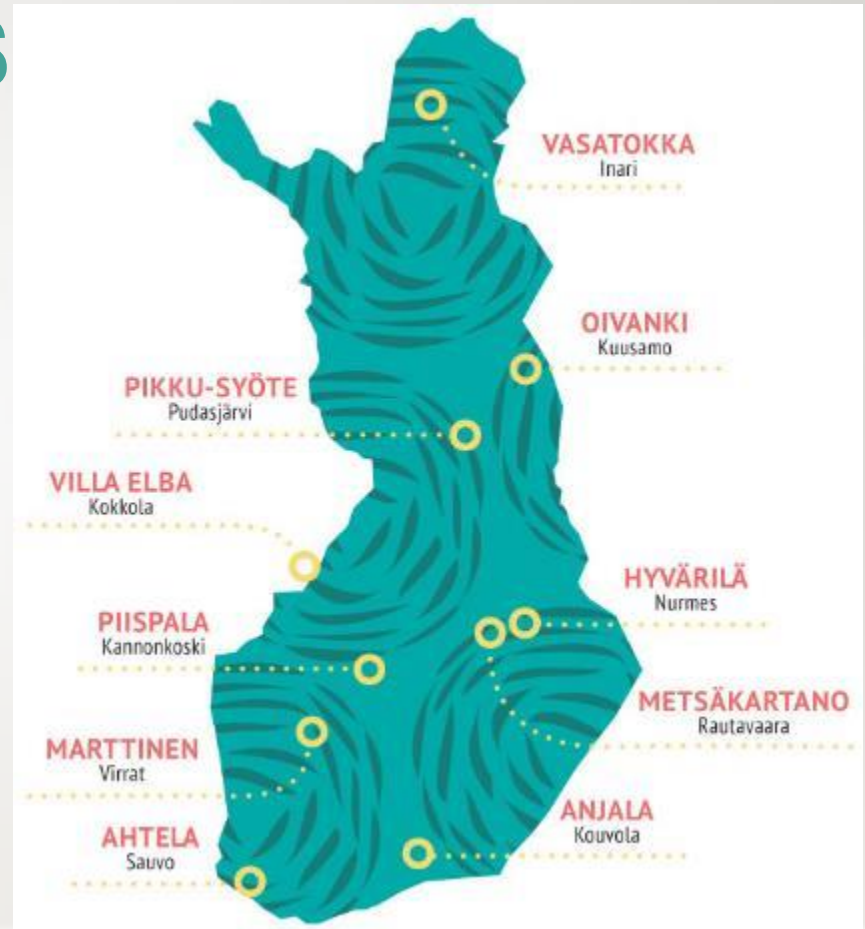 S
VASATOKKA
Inari
OIVANKI
Kuusamo
PIKKU-SYÖTE
Pudasjärvi
VILLA ELBA
Kokkola
HYVÄRILÄ
Nurmes
PIISPALA
Kannonkoski
METSÄKARTANO
Rautavaara
MARTTINEN
Virrat
ANJALA
Kouvola
AHTELA
Sauvo